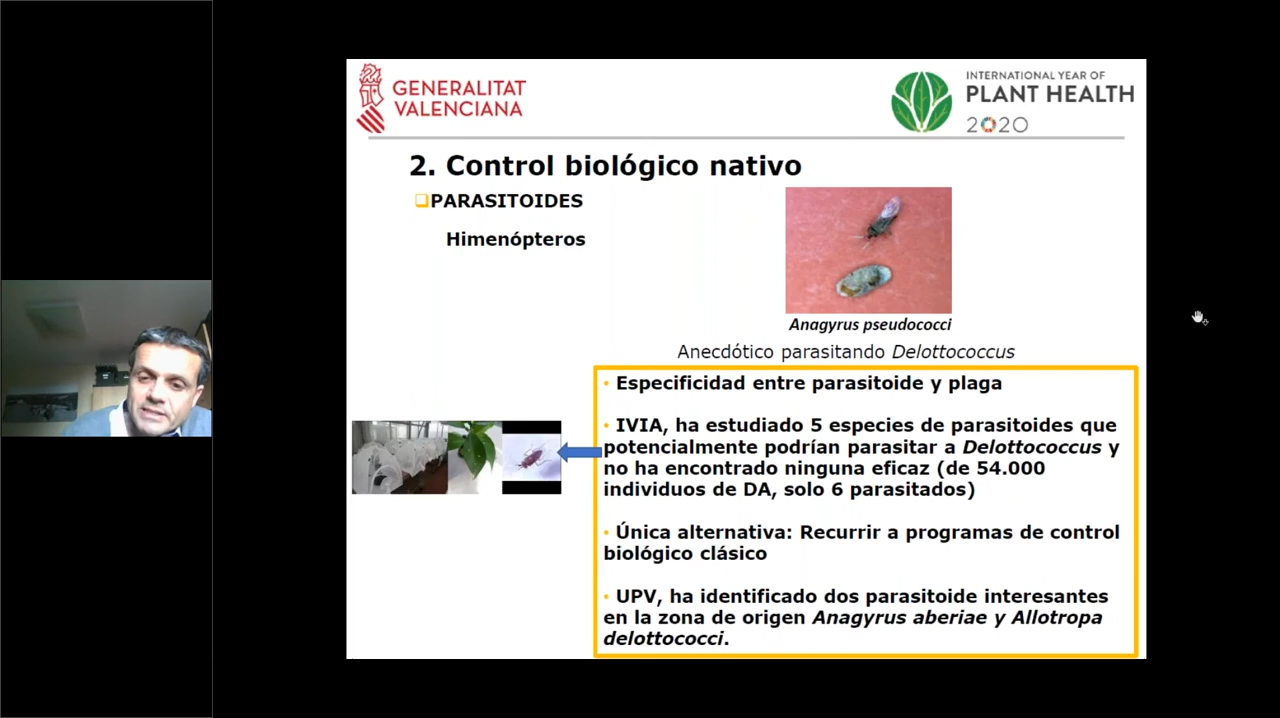 GENERALITAT
VALENCIANA
INTERNATIONAL YEAR OF
PLANT HEALTH
2020
2. Control biológico nativo
PARASITOIDES
Himenópteros
Anagyrus pseudococci
Anecdótico parasitando Delottococcus
• Especificidad entre parasitoide y plaga
• IVIA, ha estudiado 5 especies de parasitoides que
potencialmente podrían parasitar a Delottococcus y
no ha encontrado ninguna eficaz (de 54.000
individuos de DA, solo 6 parasitados)
• Única alternativa: Recurrir a programas de control
biológico clásico
• UPV, ha identificado dos parasitoide interesantes
en la zona de origen Anagyrus aberiae y Allotropa
delottococci.